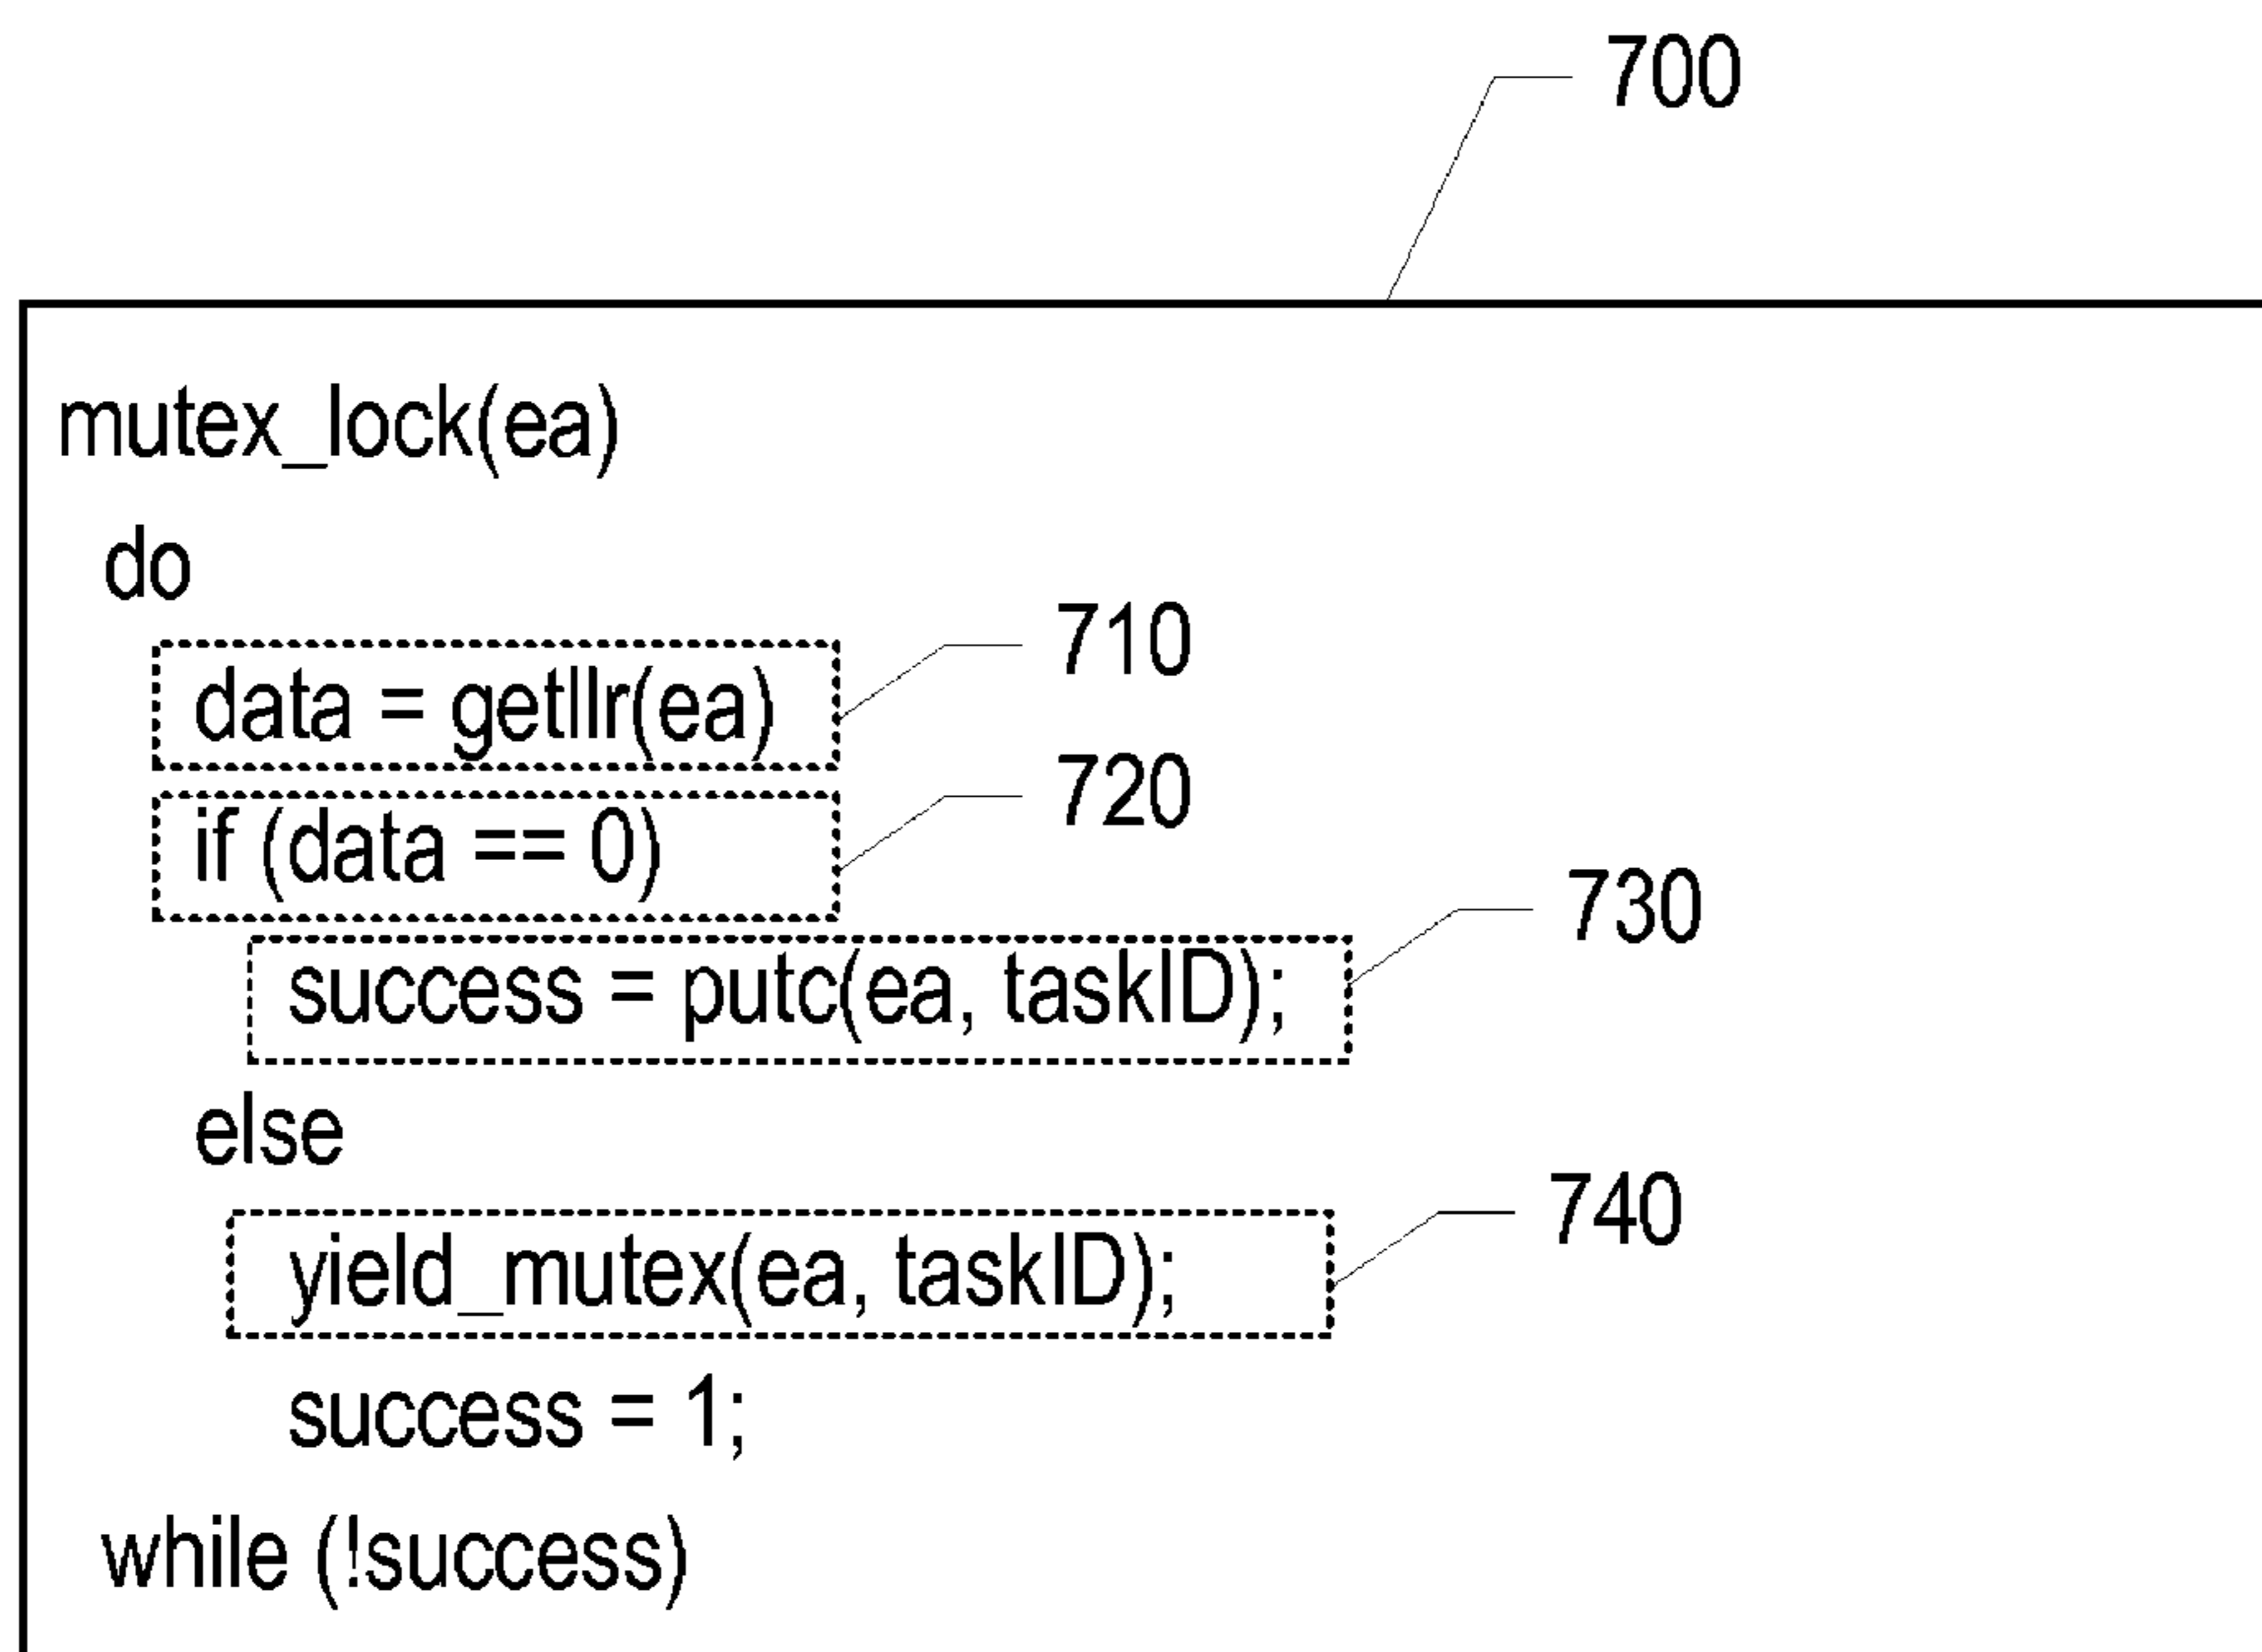 700
mutex_lock(ea)
do
data = getllr(ea)
710
if (data == 0)
720
success = putc(ea, taskID);
730
else
yield_mutex(ea, taskID);
740
success = 1;
while (!success)